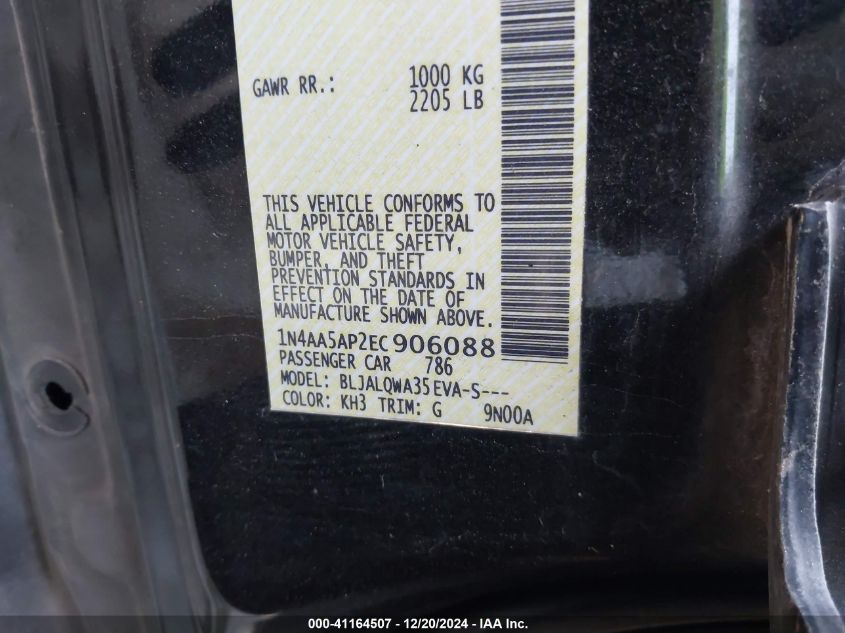 GAWR RR.: 1000 KG
2205 LB
THIS VEHICLE CONFORMS TO
ALL APPLICABLE FEDERAL
MOTOR VEHICLE SAFETY,
BUMPER, AND THEFT
PREVENTION STANDARDS IN
EFFECT ON THE DATE OF
MANUFACTURE SHOWN ABOVE.
1N4AA5AP2EC906088
PASSENGER CAR 786
MODEL: BLJALQWA35EVA-S---
COLOR: KH3 TRIM: G 9N00A
000-41164507 - 12/20/2024 - IAA Inc.